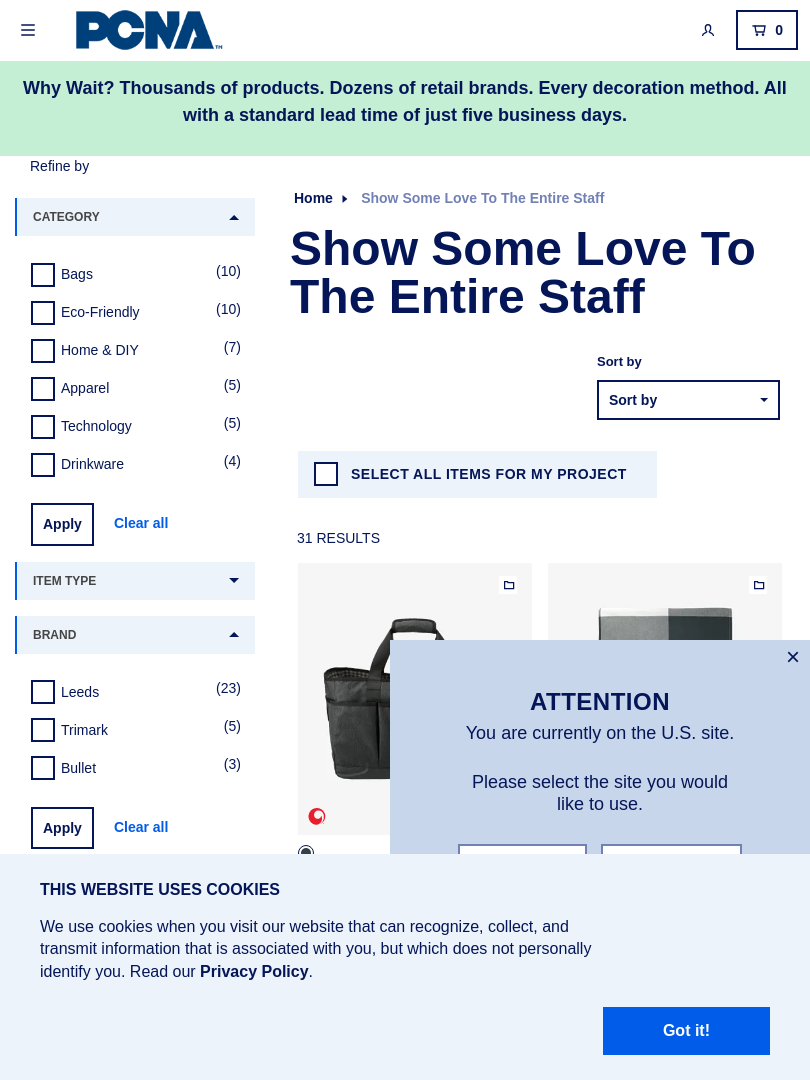 PCNA™
0
Why Wait? Thousands of products. Dozens of retail brands. Every decoration method. All
with a standard lead time of just five business days.
Refine by
CATEGORY
Bags (10)
Eco-Friendly (10)
Home & DIY (7)
Apparel (5)
Technology (5)
Drinkware (4)
Apply Clear all
ITEM TYPE
BRAND
Leeds (23)
Trimark (5)
Bullet (3)
Apply Clear all
Home Show Some Love To The Entire Staff
Show Some Love To
The Entire Staff
Sort by
Sort by
SELECT ALL ITEMS FOR MY PROJECT
31 RESULTS
ATTENTION
You are currently on the U.S. site.
Please select the site you would
like to use.
THIS WEBSITE USES COOKIES
We use cookies when you visit our website that can recognize, collect, and
transmit information that is associated with you, but which does not personally
identify you. Read our Privacy Policy.
Got it!